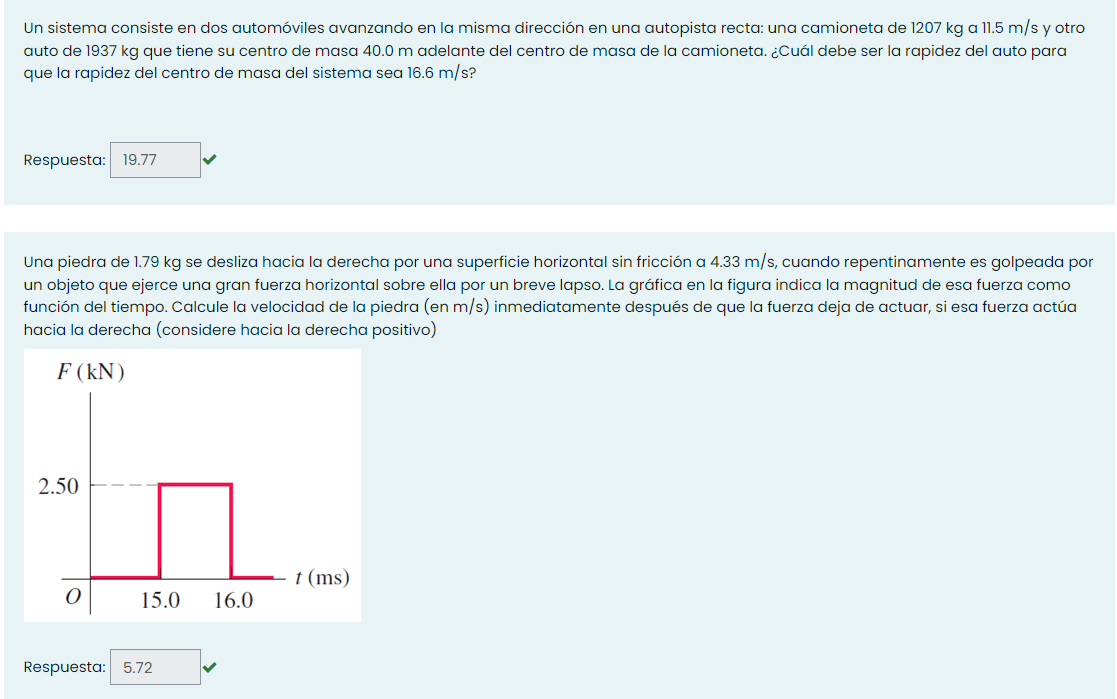 Un sistema consiste en dos automóviles avanzando en la misma dirección en una autopista recta: una camioneta de 1207 kg a 11.5 m/s y otro
auto de 1937 kg que tiene su centro de masa 40.0 m adelante del centro de masa de la camioneta. ¿Cuál debe ser la rapidez del auto para
que la rapidez del centro de masa del sistema sea 16.6 m/s?
Respuesta: 19.77
Una piedra de 1.79 kg se desliza hacia la derecha por una superficie horizontal sin fricción a 4.33 m/s, cuando repentinamente es golpeada por
un objeto que ejerce una gran fuerza horizontal sobre ella por un breve lapso. La gráfica en la figura indica la magnitud de esa fuerza como
función del tiempo. Calcule la velocidad de la piedra (en m/s) inmediatamente después de que la fuerza deja de actuar, si esa fuerza actúa
hacia la derecha (considere hacia la derecha positivo)
F (kN)
2.50
t (ms)
O 15.0 16.0
Respuesta: 5.72